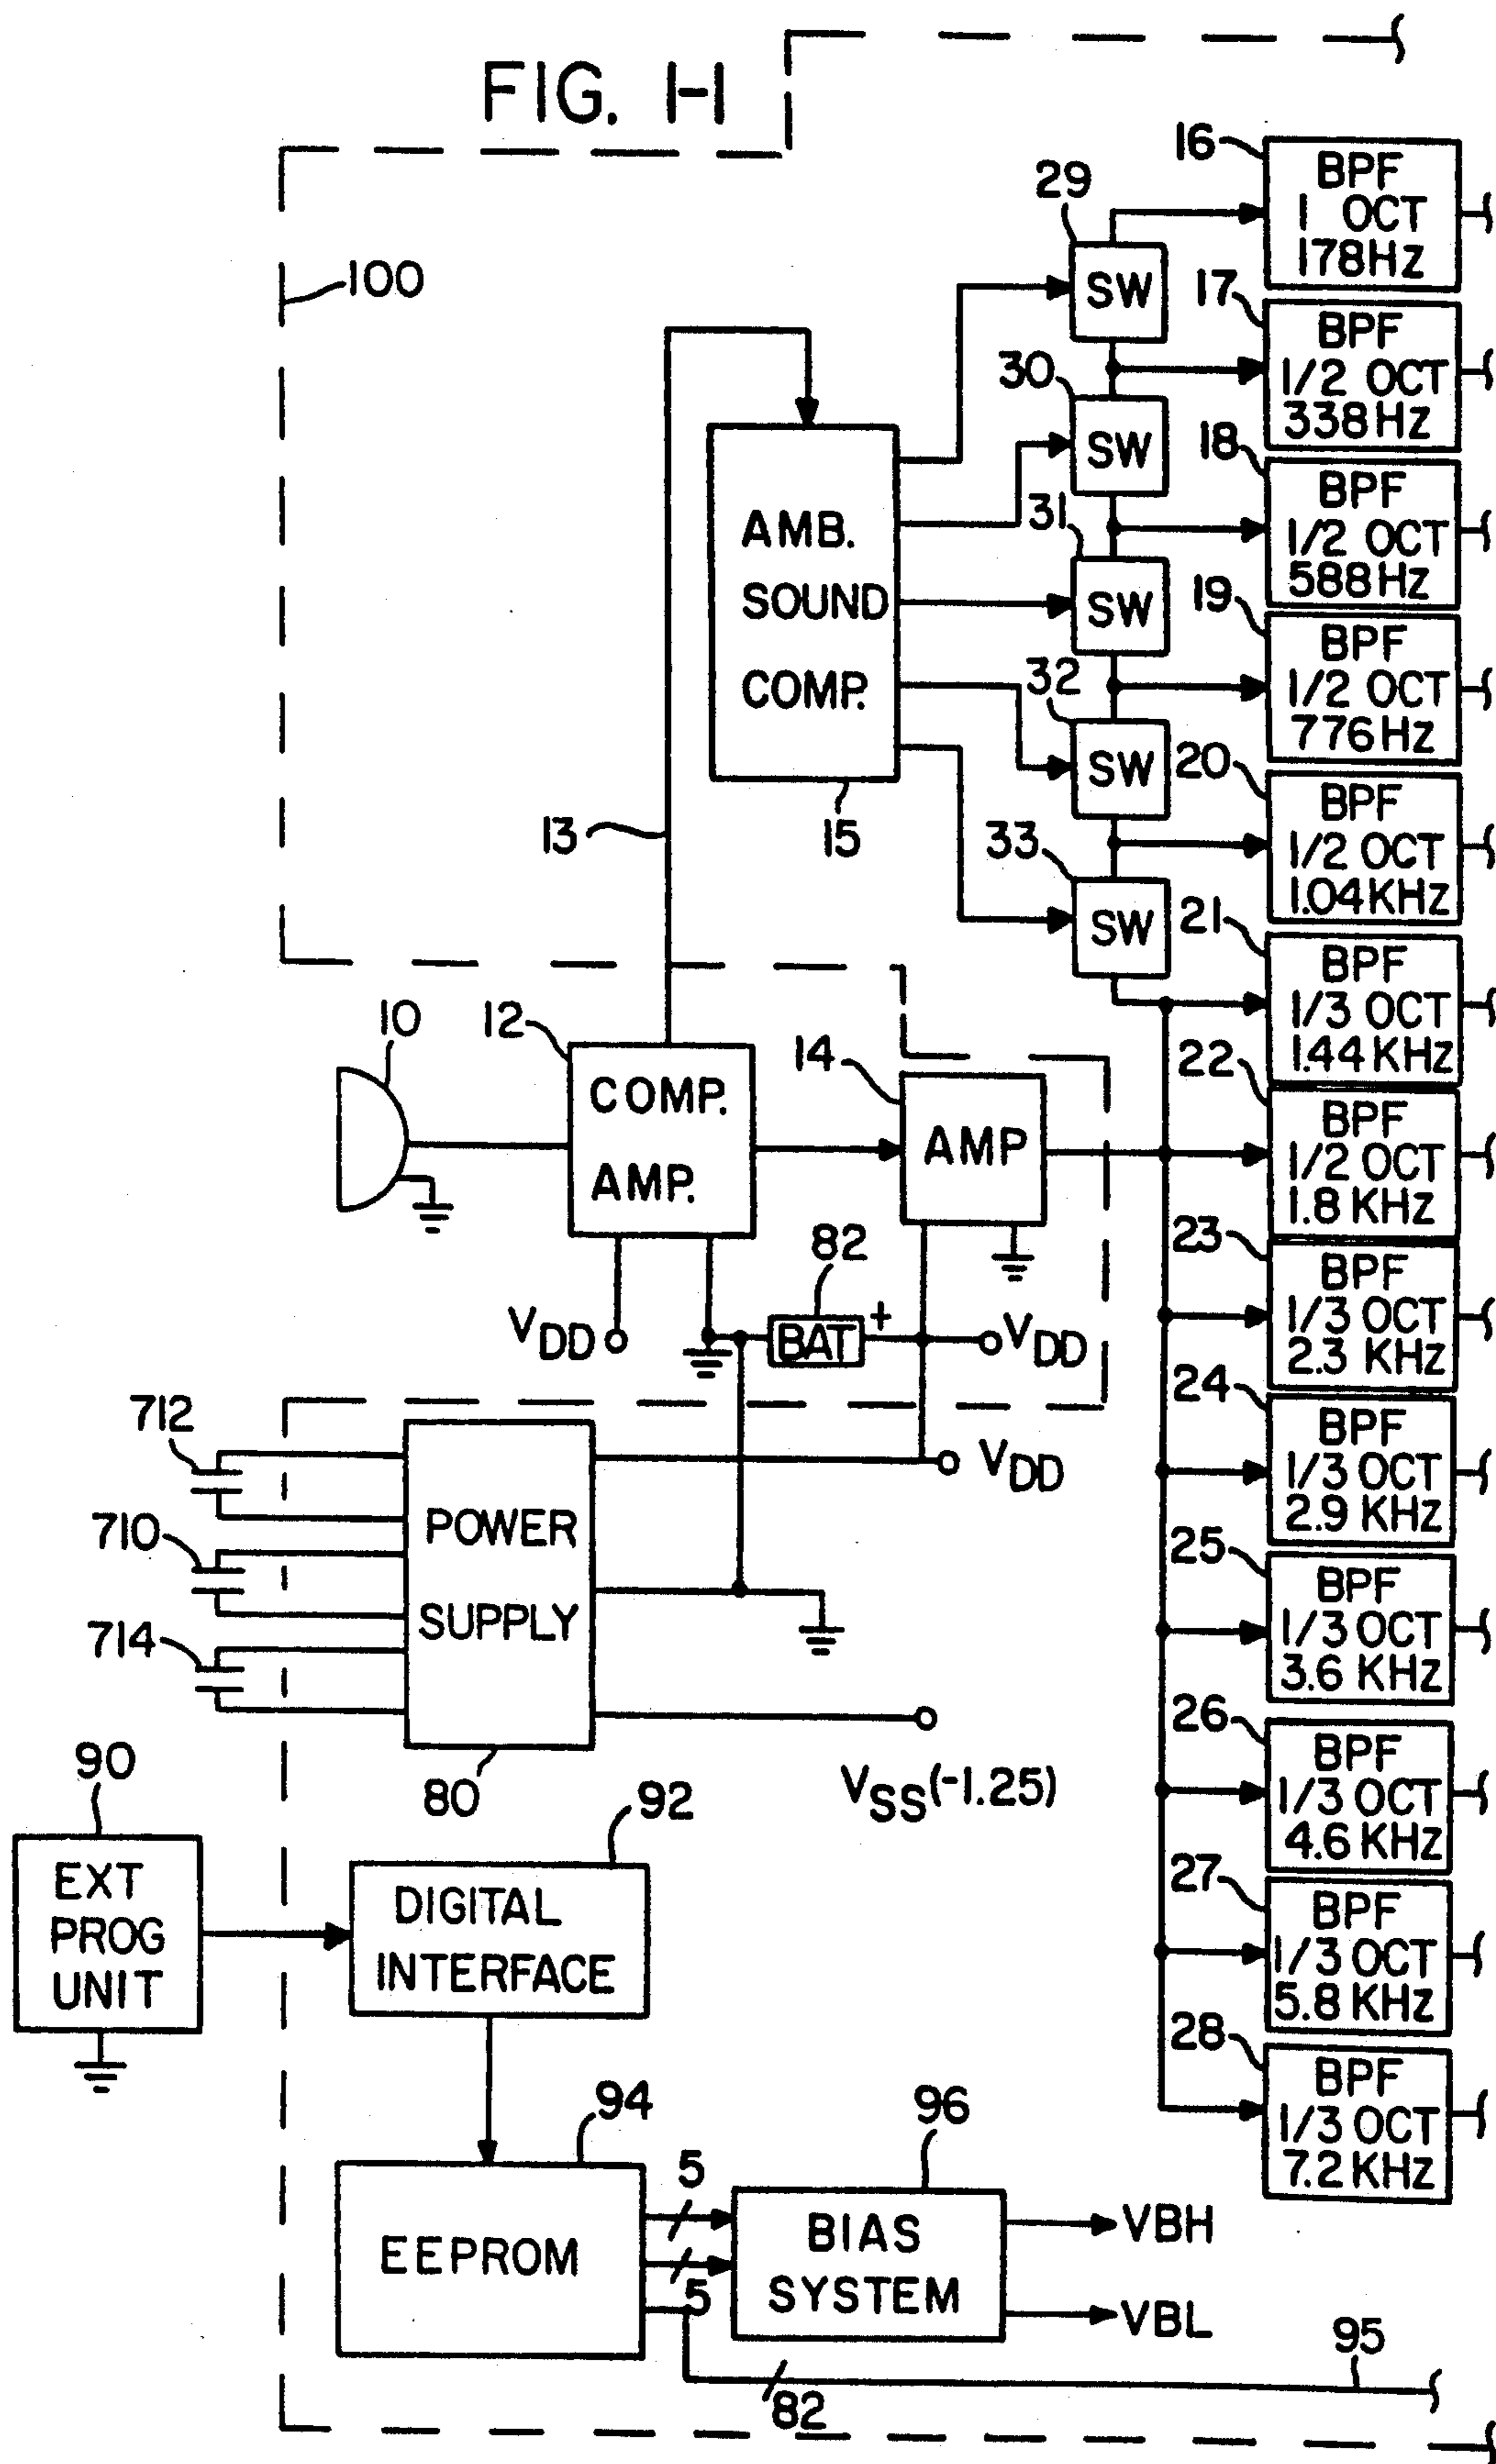 FIG. 1-1
100
16
BPF
1 OCT
178Hz
29
SW
17
BPF
1/2 OCT
338Hz
30
SW
18
BPF
1/2 OCT
588Hz
31
SW
19
BPF
1/2 OCT
776Hz
32
SW
20
BPF
1/2 OCT
1.04KHz
33
SW
21
BPF
1/3 OCT
1.44 KHz
AMB.
SOUND
COMP.
15
13
10
12
COMP.
AMP.
14
AMP
22
BPF
1/2 OCT
1.8 KHz
23
BPF
1/3 OCT
2.3 KHz
82
BAT
+
VDD
VDD
24
BPF
1/3 OCT
2.9 KHz
712
710
714
POWER
SUPPLY
80
VDD
VSS(-1.25)
25
BPF
1/3 OCT
3.6 KHz
26
BPF
1/3 OCT
4.6 KHz
27
BPF
1/3 OCT
5.8 KHz
28
BPF
1/3 OCT
7.2 KHz
90
EXT
PROG
UNIT
92
DIGITAL
INTERFACE
94
EEPROM
5
5
96
BIAS
SYSTEM
VBH
VBL
95
82